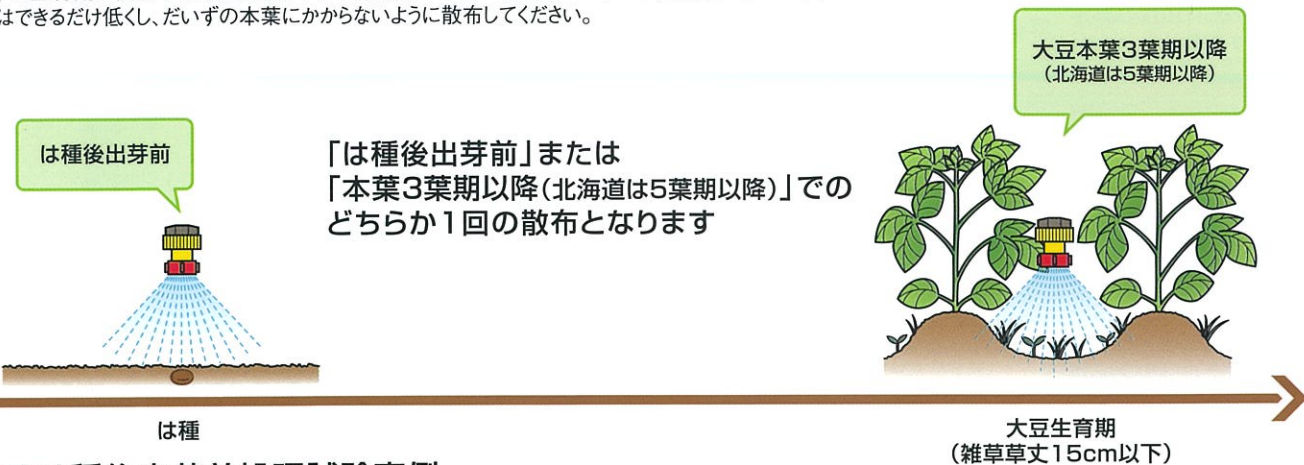 はできるだけ低くし、だいずの本葉にかからないように散布してください。
大豆本葉3葉期以降
(北海道は5葉期以降)
は種後出芽前
「は種後出芽前」または
「本葉3葉期以降(北海道は5葉期以降)」での
どちらか1回の散布となります
は種
大豆生育期
(雑草草丈15cm以下)